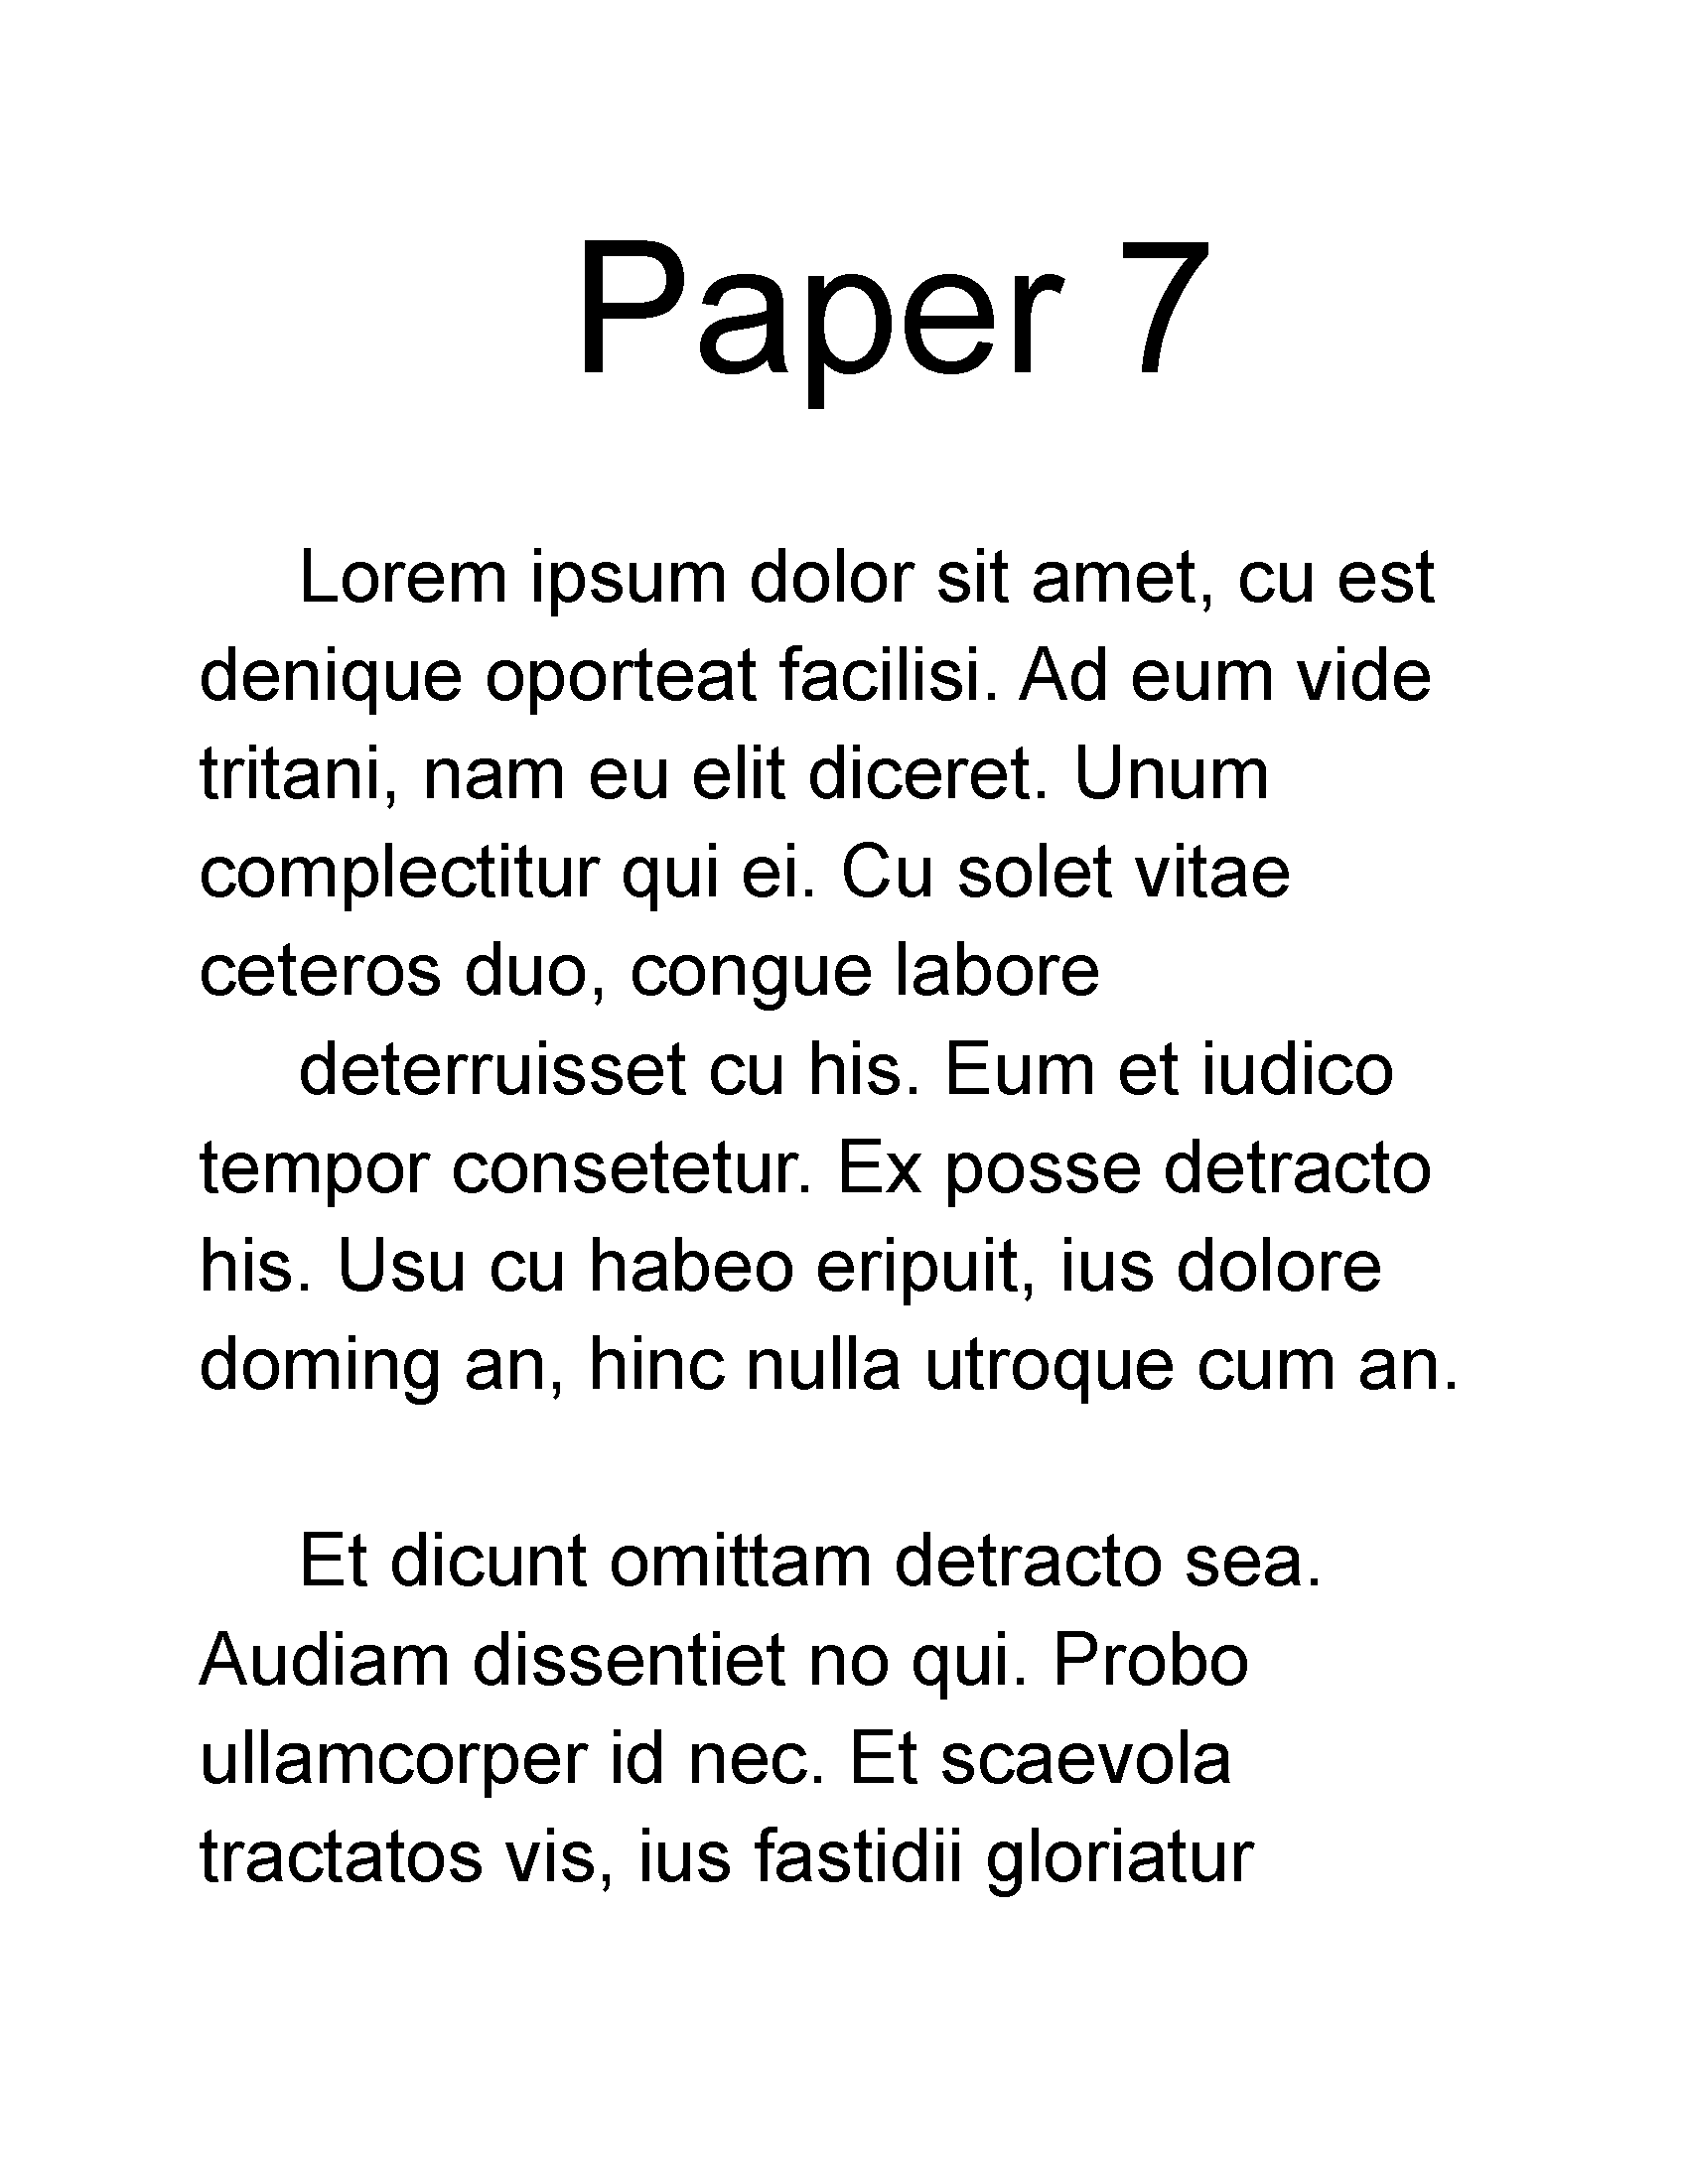 Paper 7
Lorem ipsum dolor sit amet, cu est
denique oporteat facilisi. Ad eum vide
tritani, nam eu elit diceret. Unum
complectitur qui ei. Cu solet vitae
ceteros duo, congue labore
deterruisset cu his. Eum et iudico
tempor consetetur. Ex posse detracto
his. Usu cu habeo eripuit, ius dolore
doming an, hinc nulla utroque cum an.
Et dicunt omittam detracto sea.
Audiam dissentiet no qui. Probo
ullamcorper id nec. Et scaevola
tractatos vis, ius fastidii gloriatur